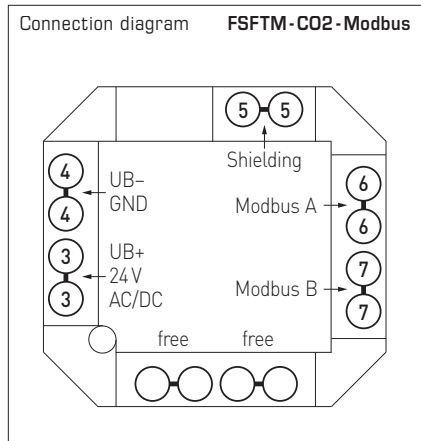 Connection diagram FSFTM-CO2-Modbus
5 5
Shielding
4
UB–
GND
4
6
Modbus A
6
3
UB+
24 V
AC/DC
3
7
Modbus B
7
free free